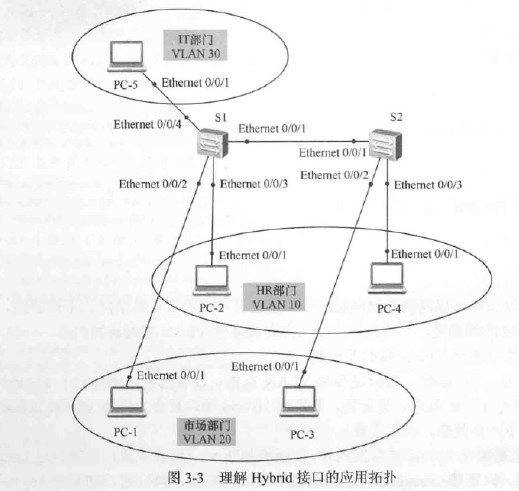 IT部门
VLAN 30
PC-5
Ethernet 0/0/1
Ethernet 0/0/4
S1
S2
Ethernet 0/0/1
Ethernet 0/0/1
Ethernet 0/0/2
Ethernet 0/0/3
Ethernet 0/0/2
Ethernet 0/0/3
Ethernet 0/0/1
Ethernet 0/0/1
PC-2
HR部门
VLAN 10
PC-4
Ethernet 0/0/1
Ethernet 0/0/1
PC-1
市场部门
VLAN 20
PC-3
图 3-3 理解 Hybrid 接口的应用拓扑